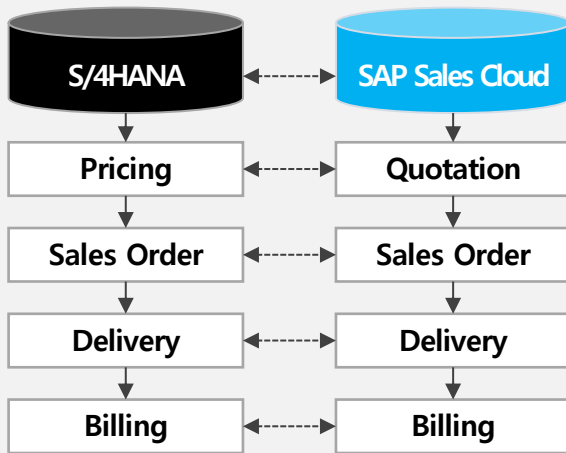 S/4HANA
SAP Sales Cloud
Pricing
Quotation
Sales Order
Sales Order
Delivery
Delivery
Billing
Billing